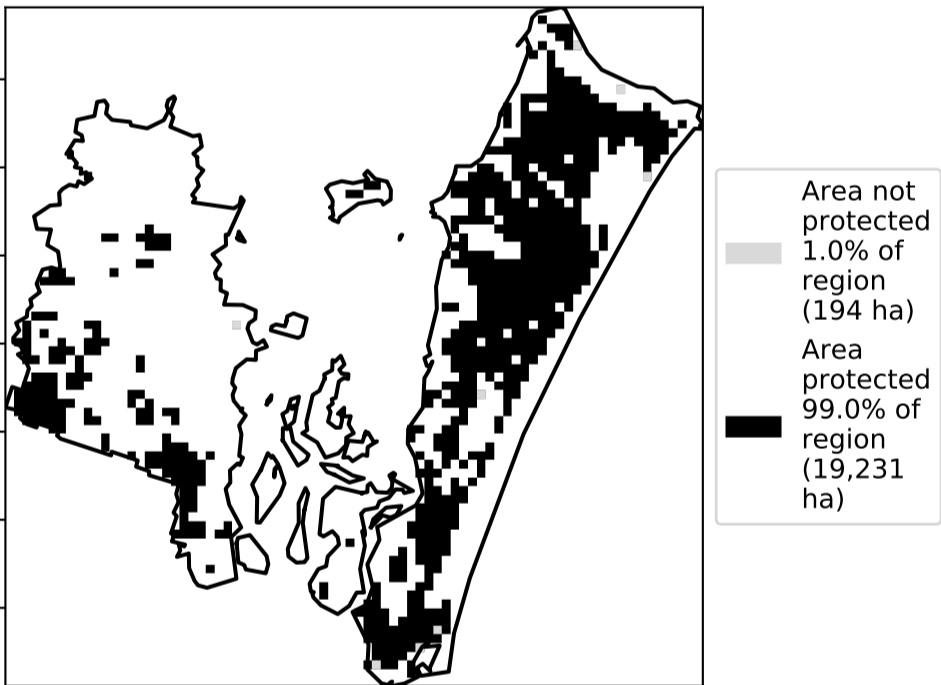 Area not
protected
1.0% of
region
(194 ha)
Area
protected
99.0% of
region
(19,231
ha)